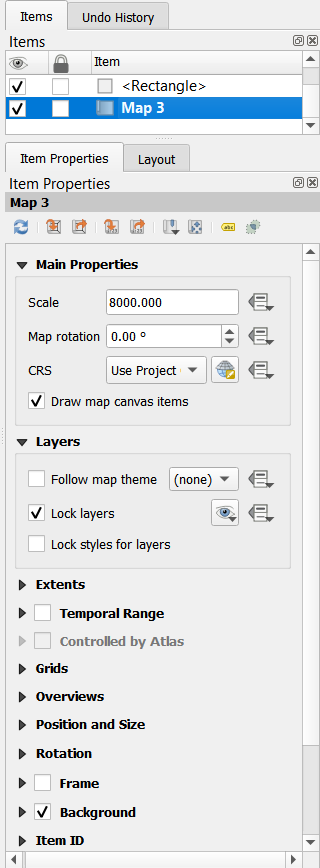 Items Undo History
Items
Item
<Rectangle>
Map 3
Item Properties Layout
Item Properties
Map 3
Main Properties
Scale 8000.000
Map rotation 0.00 °
CRS Use Project
Draw map canvas items
Layers
Follow map theme (none)
Lock layers
Lock styles for layers
Extents
Temporal Range
Controlled by Atlas
Grids
Overviews
Position and Size
Rotation
Frame
Background
Item ID